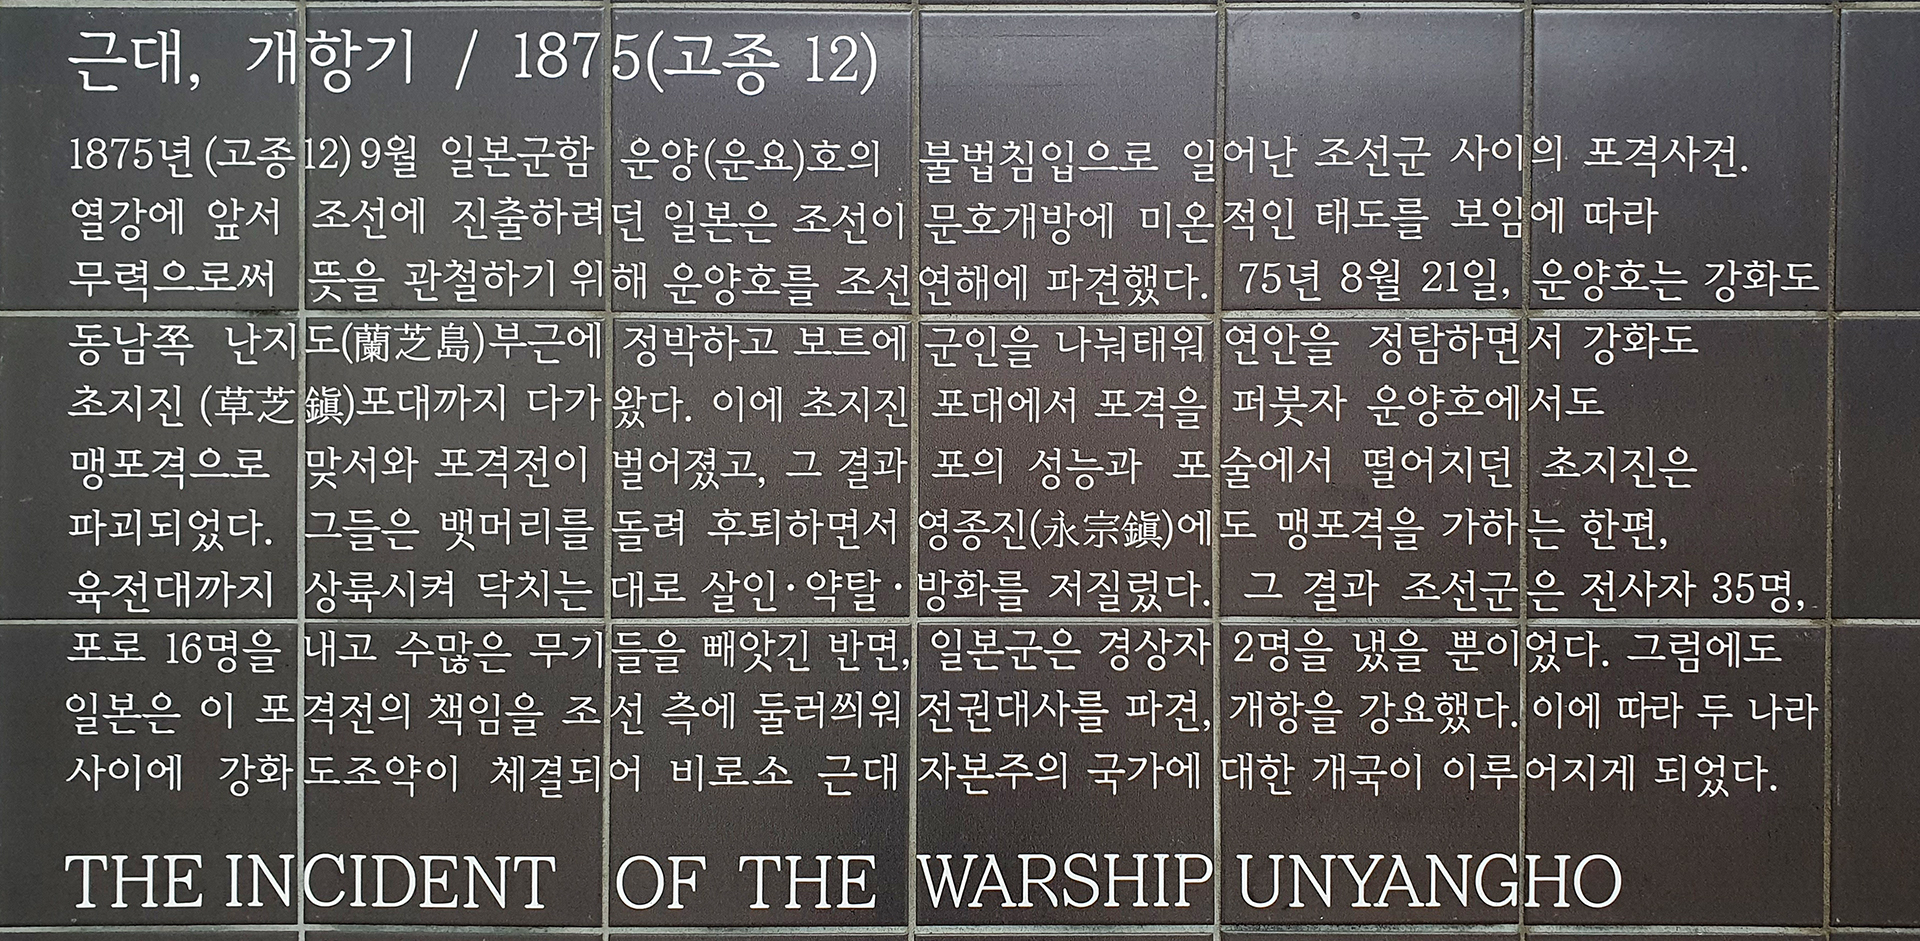 근대, 개항기 / 1875(고종 12)
1875년 (고종 12) 9월 일본군함 운양(운요)호의 불법침입으로 일어난 조선군 사이의 포격사건.
열강에 앞서 조선에 진출하려던 일본은 조선이 문호개방에 미온적인 태도를 보임에 따라
무력으로써 뜻을 관철하기 위해 운양호를 조선연해에 파견했다. 75년 8월 21일, 운양호는 강화도
동남쪽 난지도(蘭芝島)부근에 정박하고 보트에 군인을 나눠태워 연안을 정탐하면서 강화도
초지진 (草芝鎭)포대까지 다가왔다. 이에 초지진 포대에서 포격을 퍼붓자 운양호에서도
맹포격으로 맞서와 포격전이 벌어졌고, 그 결과 포의 성능과 포술에서 떨어지던 초지진은
파괴되었다. 그들은 뱃머리를 돌려 후퇴하면서 영종진(永宗鎭)에도 맹포격을 가하는 한편,
육전대까지 상륙시켜 닥치는 대로 살인·약탈·방화를 저질렀다. 그 결과 조선군은 전사자 35명,
포로 16명을 내고 수많은 무기들을 빼앗긴 반면, 일본군은 경상자 2명을 냈을 뿐이었다. 그럼에도
일본은 이 포격전의 책임을 조선 측에 둘러씌워 전권대사를 파견, 개항을 강요했다. 이에 따라 두 나라
사이에 강화도조약이 체결되어 비로소 근대 자본주의 국가에 대한 개국이 이루어지게 되었다.
THE INCIDENT OF THE WARSHIP UNYANGHO